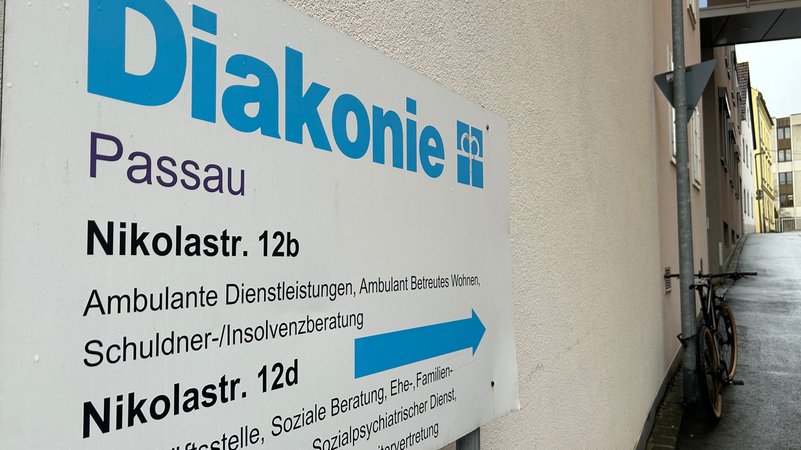 Diakonie
Passau
Nikolastr. 12b
Ambulante Dienstleistungen, Ambulant Betreutes Wohnen,
Schuldner-/Insolvenzberatung
Nikolastr. 12d
Soziale Beratung, Ehe-, Familien-
Sozialpsychiatrischer Dienst,